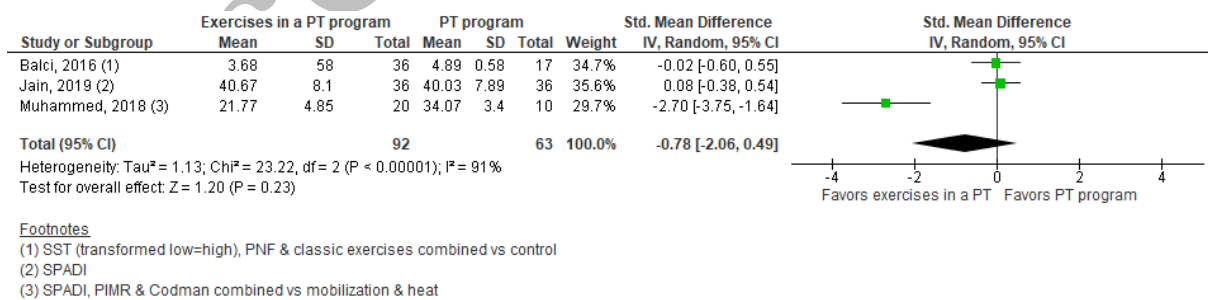 Exercises in a PT program PT program Std. Mean Difference Std. Mean Difference
Study or Subgroup Mean SD Total Mean SD Total Weight IV, Random, 95% CI IV, Random, 95% CI
Balci, 2016 (1) 3.68 58 36 4.89 0.58 17 34.7% -0.02 [-0.60, 0.55]
Jain, 2019 (2) 40.67 8.1 36 40.03 7.89 36 35.6% 0.08 [-0.38, 0.54]
Muhammed, 2018 (3) 21.77 4.85 20 34.07 3.4 10 29.7% -2.70 [-3.75, -1.64]
Total (95% CI) 92 63 100.0% -0.78 [-2.06, 0.49]
Heterogeneity: Tau² = 1.13; Chi² = 23.22, df = 2 (P < 0.00001); I² = 91%
Test for overall effect: Z = 1.20 (P = 0.23)
-4 -2 0 2 4
Favors exercises in a PT Favors PT program
Footnotes
(1) SST (transformed low=high), PNF & classic exercises combined vs control
(2) SPADI
(3) SPADI, PIMR & Codman combined vs mobilization & heat